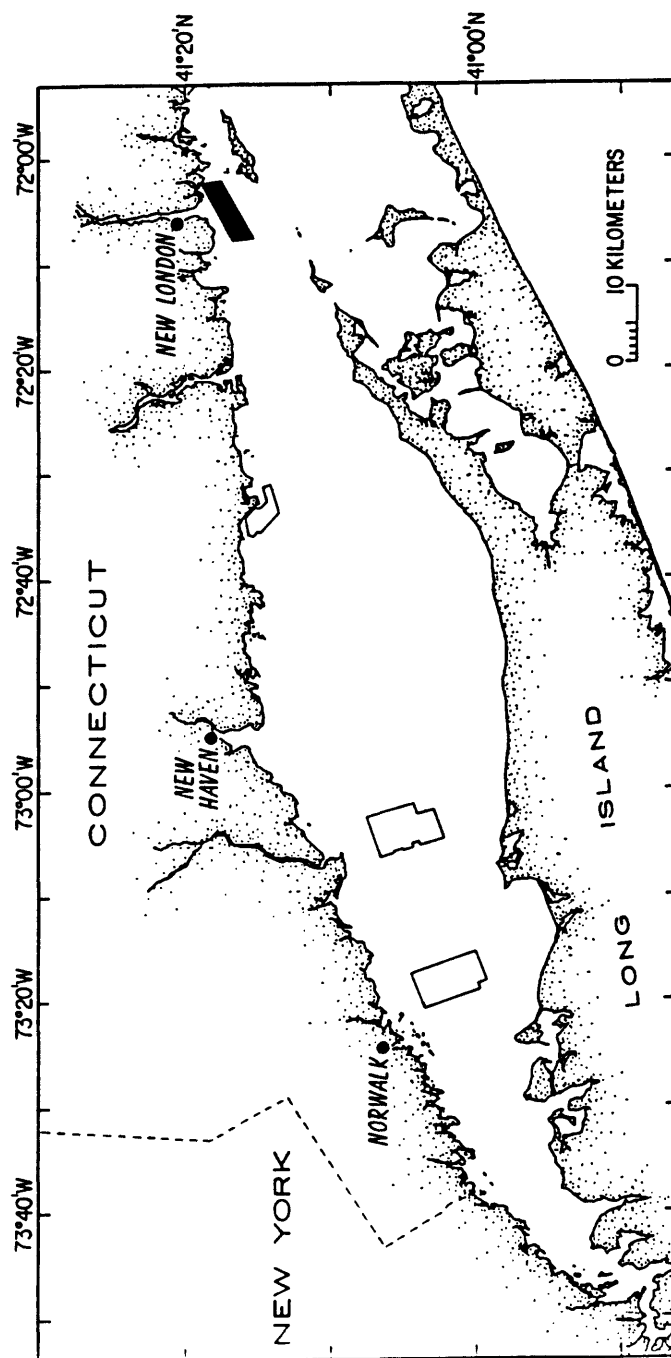 73°40'W
73°20'W
73°00'W
72°40'W
72°20'W
72°00'W
41°20'N
41°00'N
CONNECTICUT
NEW YORK
NORWALK
NEW
HAVEN
NEW LONDON
LONG ISLAND
0 10 KILOMETERS